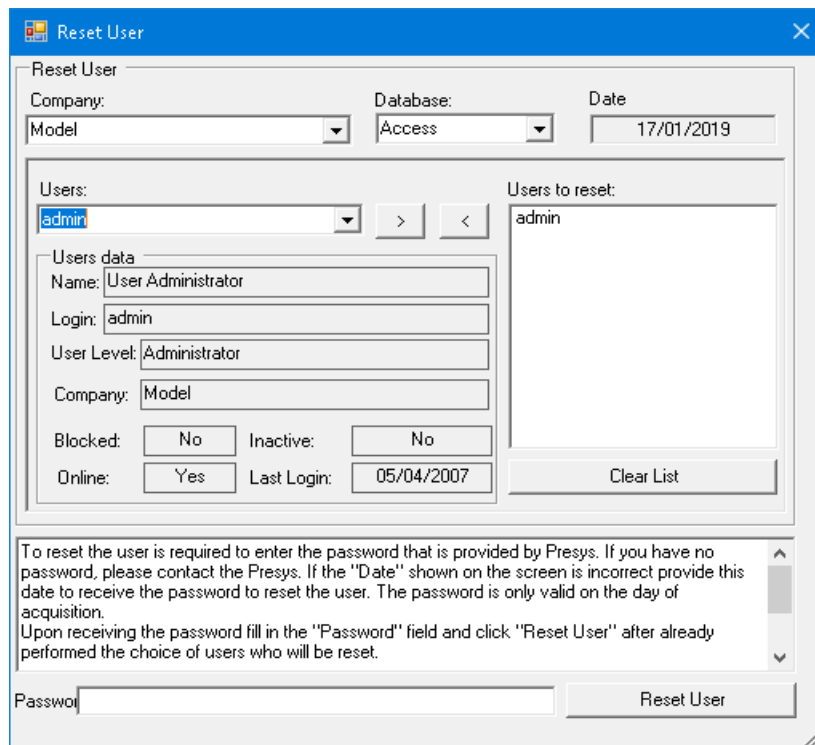 Reset User
Reset User
Company:
Database:
Date
Model
Access
17/01/2019
Users:
admin
>
<
Users to reset:
admin
Users data
Name: User Administrator
Login: admin
User Level: Administrator
Company: Model
Blocked: No Inactive: No
Online: Yes Last Login: 05/04/2007
Clear List
To reset the user is required to enter the password that is provided by Presys. If you have no
password, please contact the Presys. If the "Date" shown on the screen is incorrect provide this
date to receive the password to reset the user. The password is only valid on the day of
acquisition.
Upon receiving the password fill in the "Password" field and click "Reset User" after already
performed the choice of users who will be reset.
Passwor
Reset User